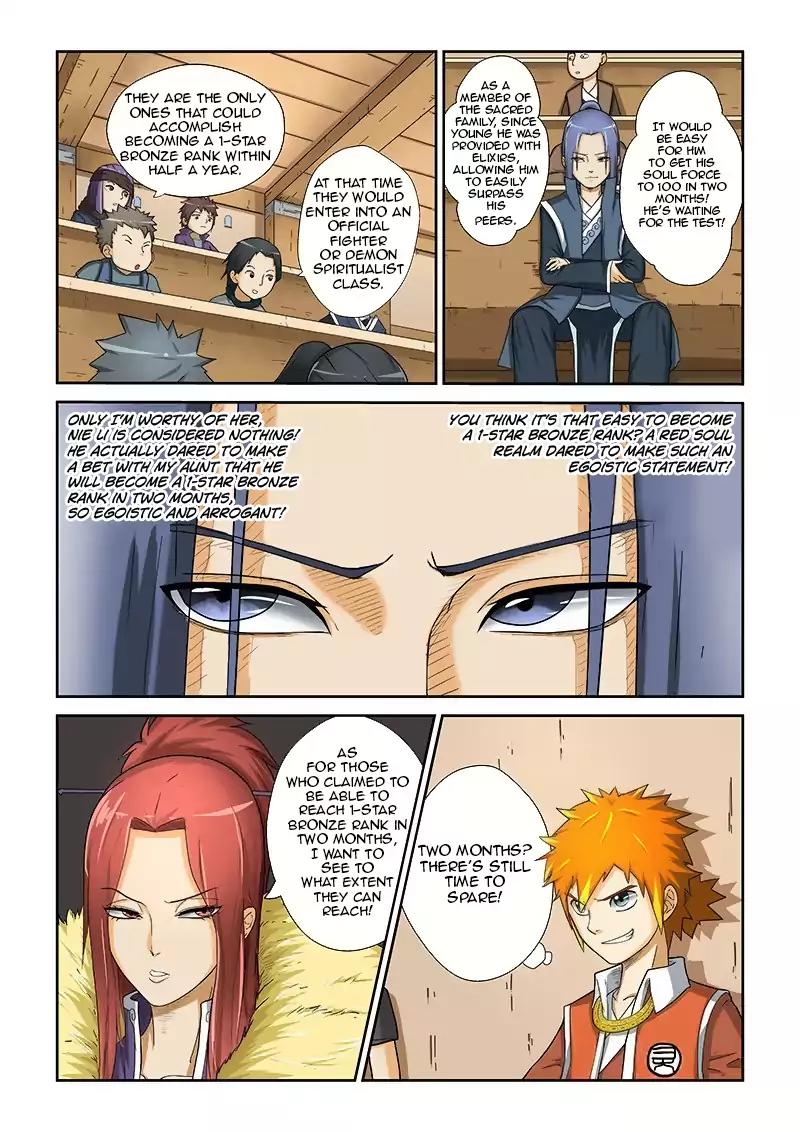 THEY ARE THE ONLY
ONES THAT COULD
ACCOMPLISH
BECOMING A 1-STAR
BRONZE RANK WITHIN
HALF A YEAR.
AT THAT TIME
THEY WOULD
ENTER INTO AN
OFFICIAL
FIGHTER
OR DEMON
SPIRITUALIST
CLASS.
AS A
MEMBER OF
THE SACRED
FAMILY, SINCE
YOUNG HE WAS
PROVIDED WITH
ELIXIRS,
ALLOWING HIM
TO EASILY
SURPASS
HIS
PEERS.
IT WOULD
BE EASY
FOR HIM
TO GET HIS
SOUL FORCE
TO 100 IN TWO
MONTHS!
HE'S WAITING
FOR THE TEST!
ONLY I'M WORTHY OF HER,
NIE LI IS CONSIDERED NOTHING!
HE ACTUALLY DARED TO MAKE
A BET WITH MY AUNT THAT HE
WILL BECOME A 1-STAR BRONZE
RANK IN TWO MONTHS,
SO EGOISTIC AND ARROGANT!
YOU THINK IT'S THAT EASY TO BECOME
A 1-STAR BRONZE RANK? A RED SOUL
REALM DARED TO MAKE SUCH AN
EGOISTIC STATEMENT!
AS
FOR THOSE
WHO CLAIMED TO
BE ABLE TO
REACH 1-STAR
BRONZE RANK IN
TWO MONTHS,
I WANT TO
SEE TO
WHAT EXTENT
THEY CAN
REACH!
TWO MONTHS?
THERE'S STILL
TIME TO
SPARE!